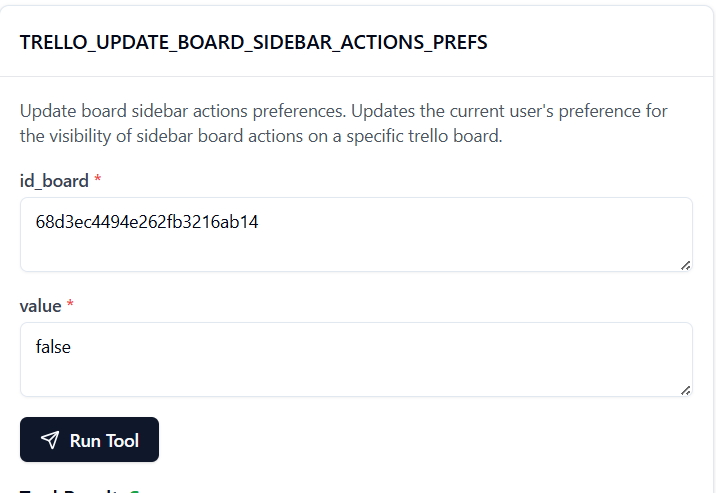 TRELLO_UPDATE_BOARD_SIDEBAR_ACTIONS_PREFS
Update board sidebar actions preferences. Updates the current user's preference for
the visibility of sidebar board actions on a specific trello board.
id_board *
68d3ec4494e262fb3216ab14
value *
false
Run Tool